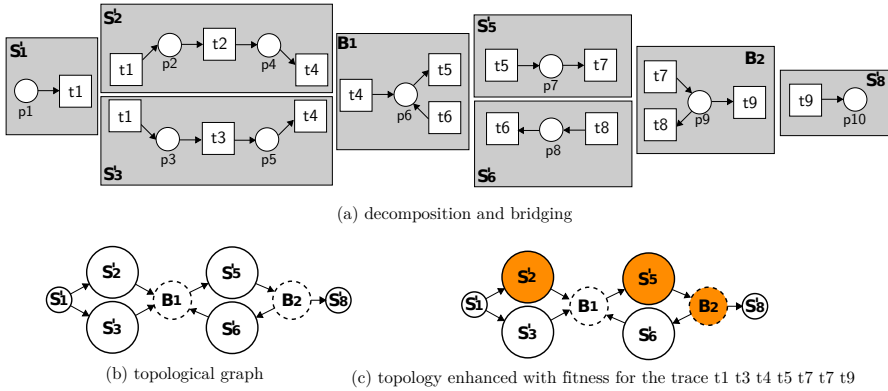 S'1
p1
t1
S'2
t1
p2
t2
p4
t4
t1
p3
t3
p5
t4
S'3
B1
t4
p6
t5
t6
S'5
t5
p7
t7
t6
p8
t8
S'6
B2
t7
t8
p9
t9
S'8
t9
p10
(a) decomposition and bridging
S'1
S'2
S'3
B1
S'5
S'6
B2
S'8
(b) topological graph
S'1
S'2
S'3
B1
S'5
S'6
B2
S'8
(c) topology enhanced with fitness for the trace t1 t3 t4 t5 t7 t7 t9